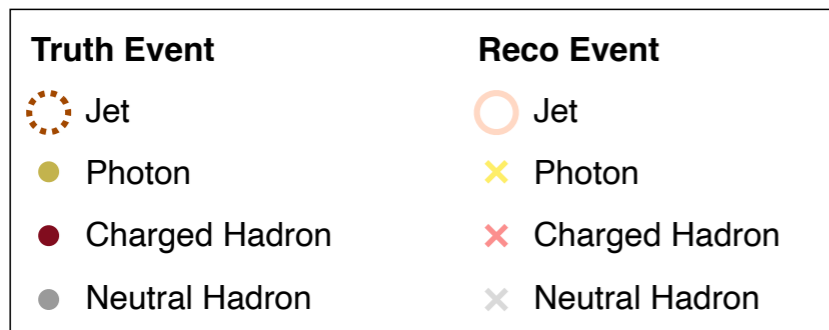 Truth Event
Jet
Photon
Charged Hadron
Neutral Hadron
Reco Event
Jet
Photon
Charged Hadron
Neutral Hadron